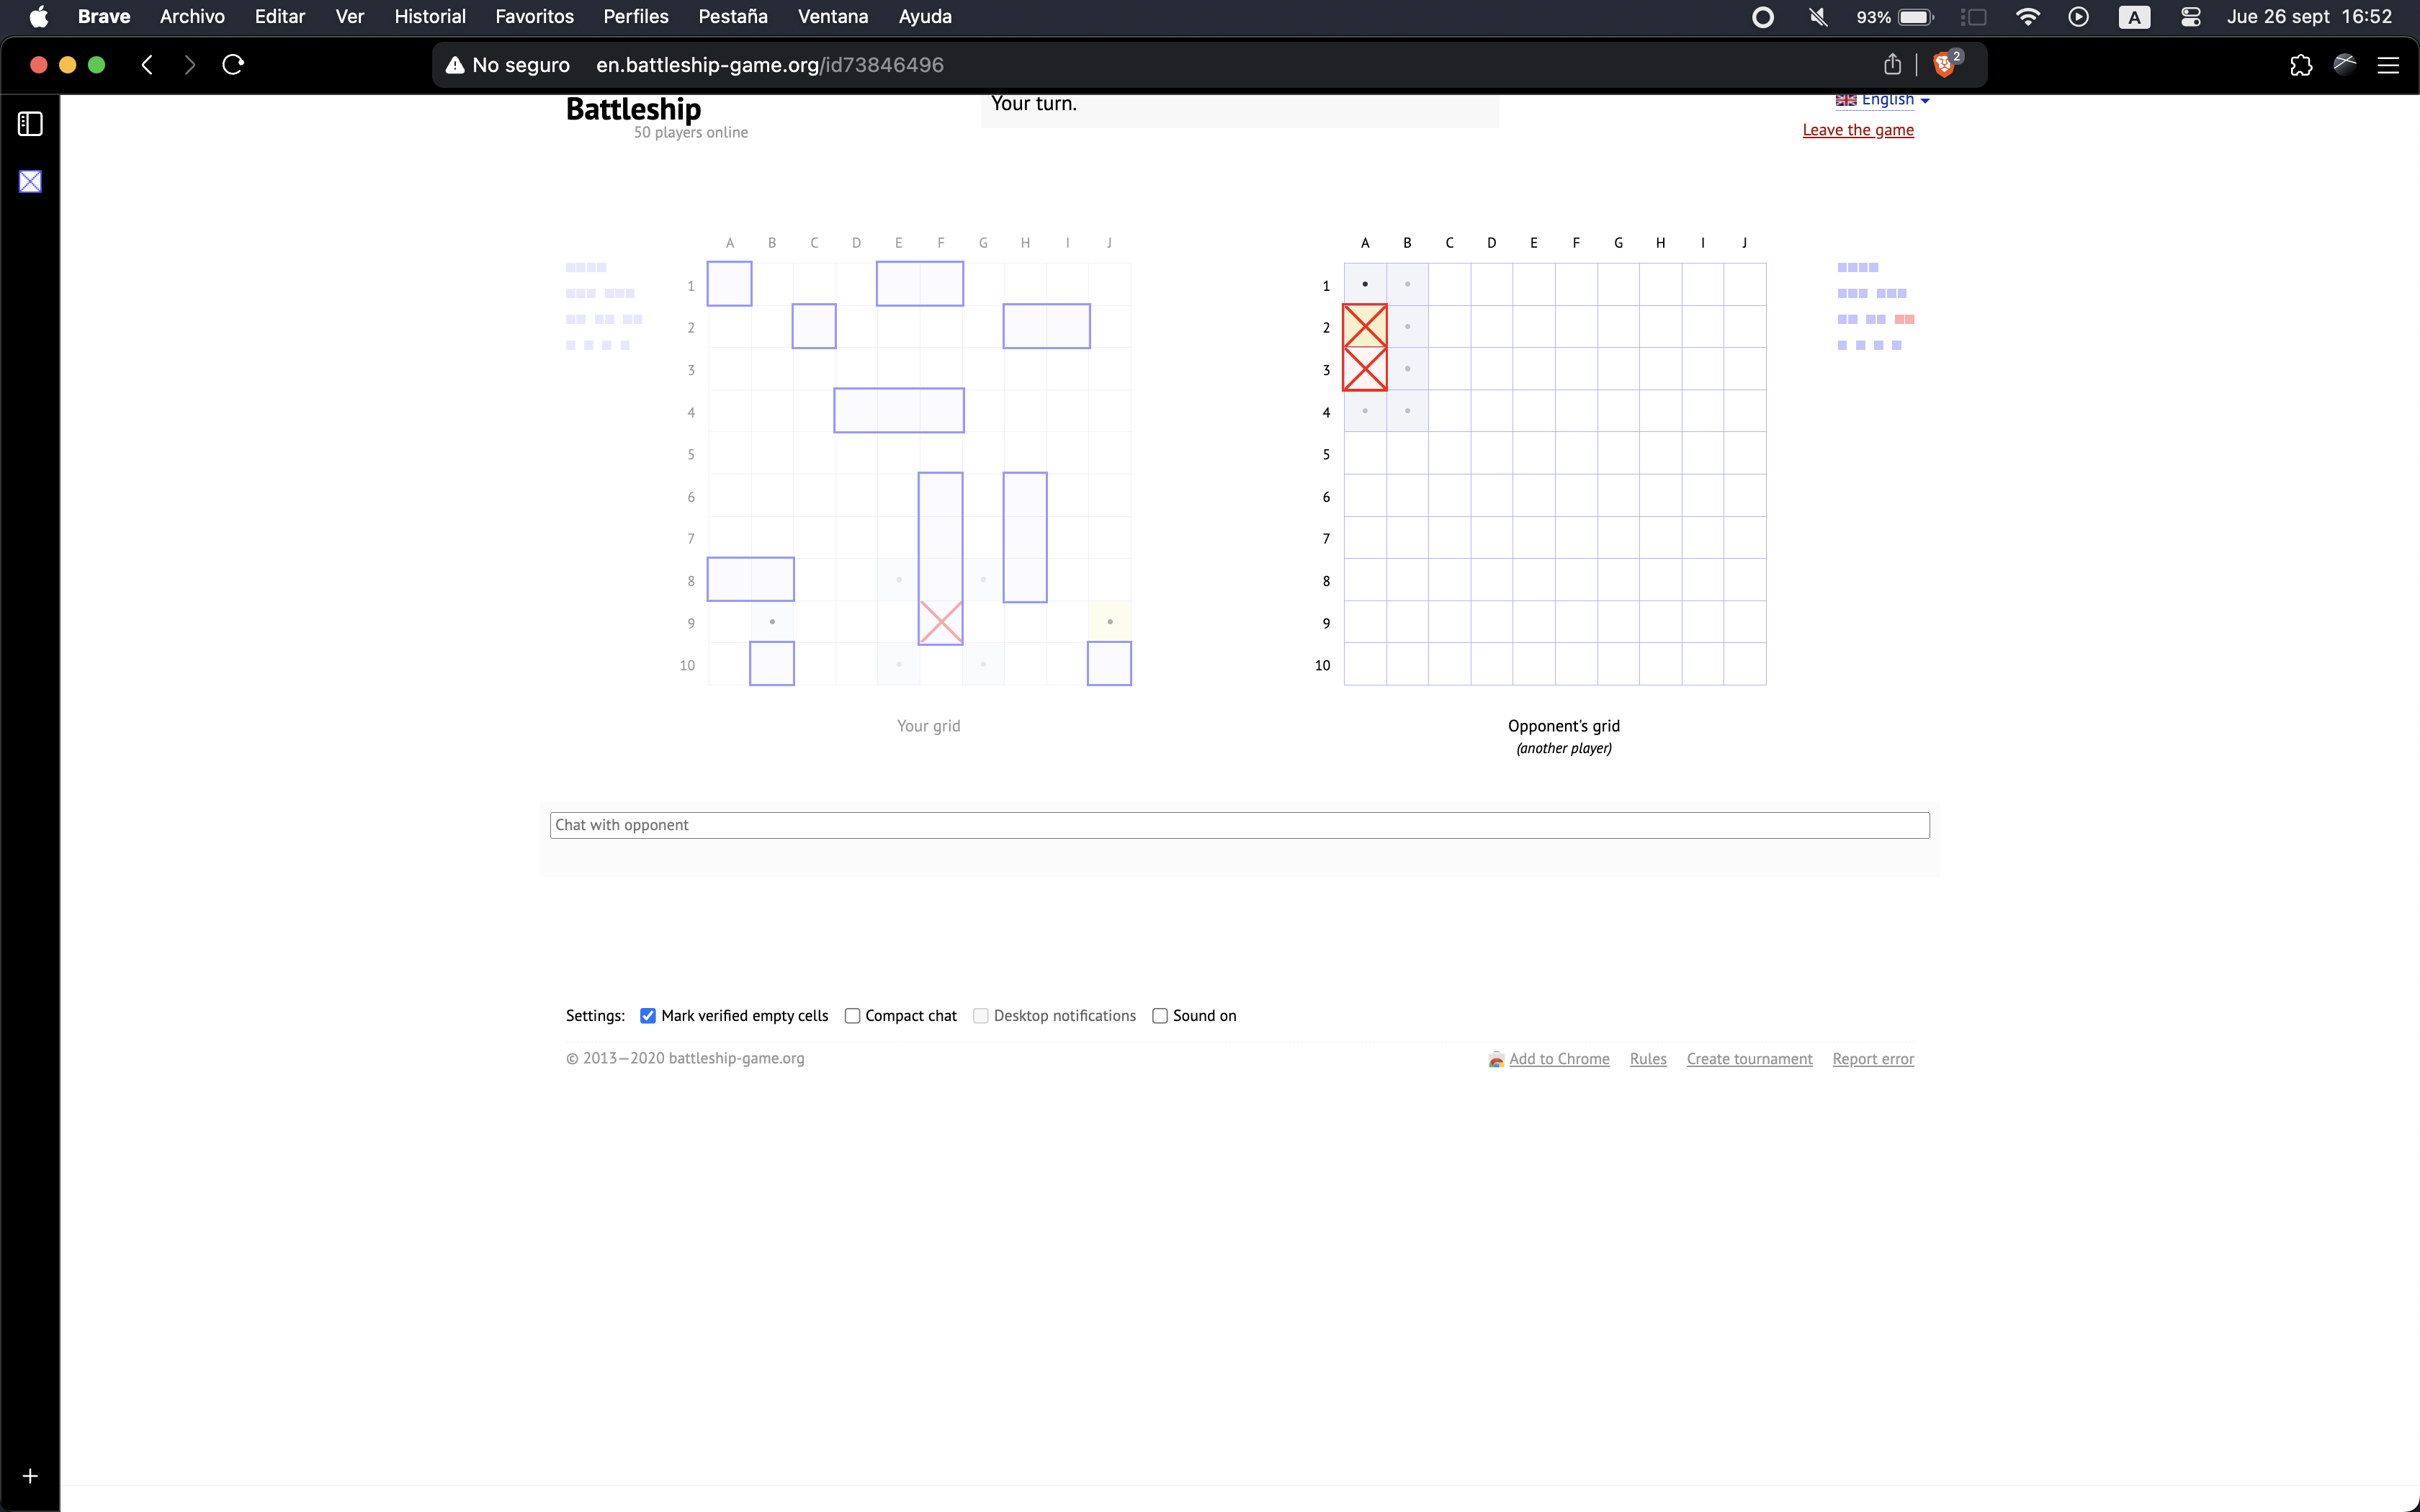 Brave Archivo Editar Ver Historial Favoritos Perfiles Pestaña Ventana Ayuda 93% A Jue 26 sept 16:52
No seguro en.battleship-game.org/id73846496 2
Battleship
50 players online
Your turn.
English
Leave the game
A B C D E F G H I J
1
2
3
4
5
6
7
8
9
10
Your grid
A B C D E F G H I J
1
2
3
4
5
6
7
8
9
10
Opponent's grid
(another player)
Chat with opponent
Settings: Mark verified empty cells Compact chat Desktop notifications Sound on
© 2013—2020 battleship-game.org Add to Chrome Rules Create tournament Report error